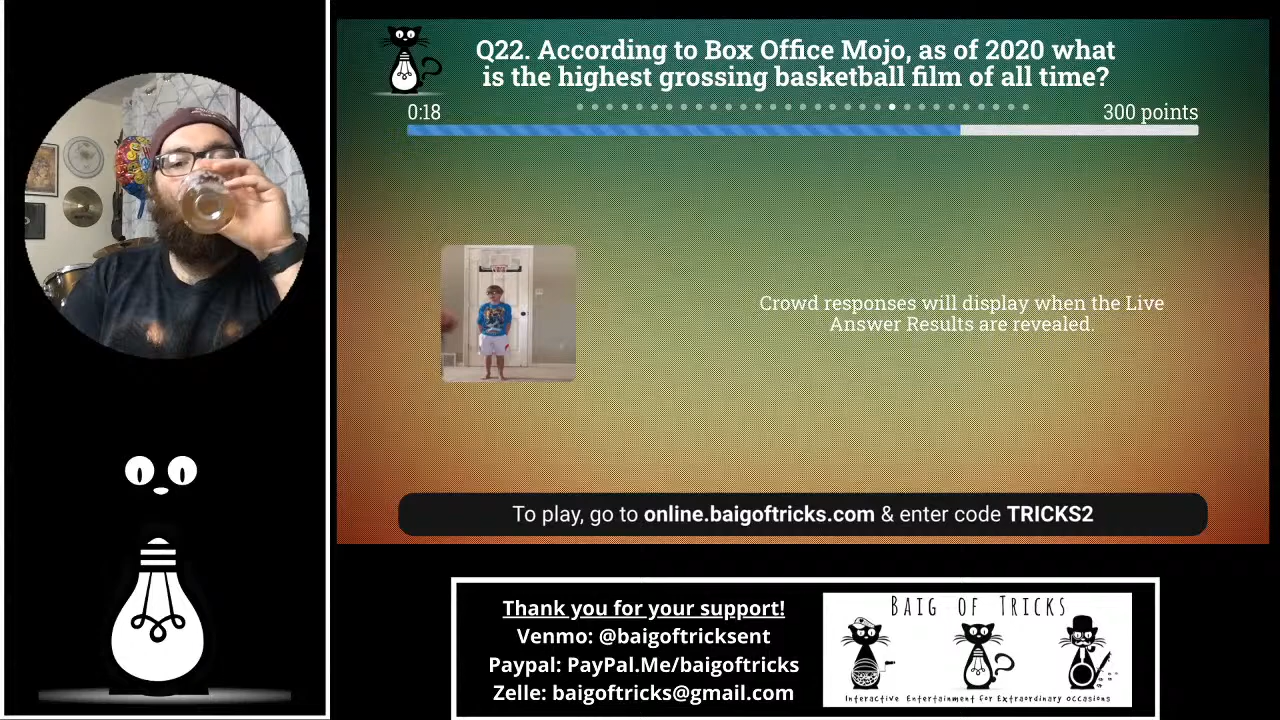 Q22. According to Box Office Mojo, as of 2020 what
is the highest grossing basketball film of all time?
0:18
300 points
Crowd responses will display when the Live
Answer Results are revealed.
To play, go to online.baigoftricks.com & enter code TRICKS2
Thank you for your support!
Venmo: @baigoftricksent
Paypal: PayPal.Me/baigoftricks
Zelle: baigoftricks@gmail.com
BAIG OF TRICKS
Interactive Entertainment for Extraordinary occasions